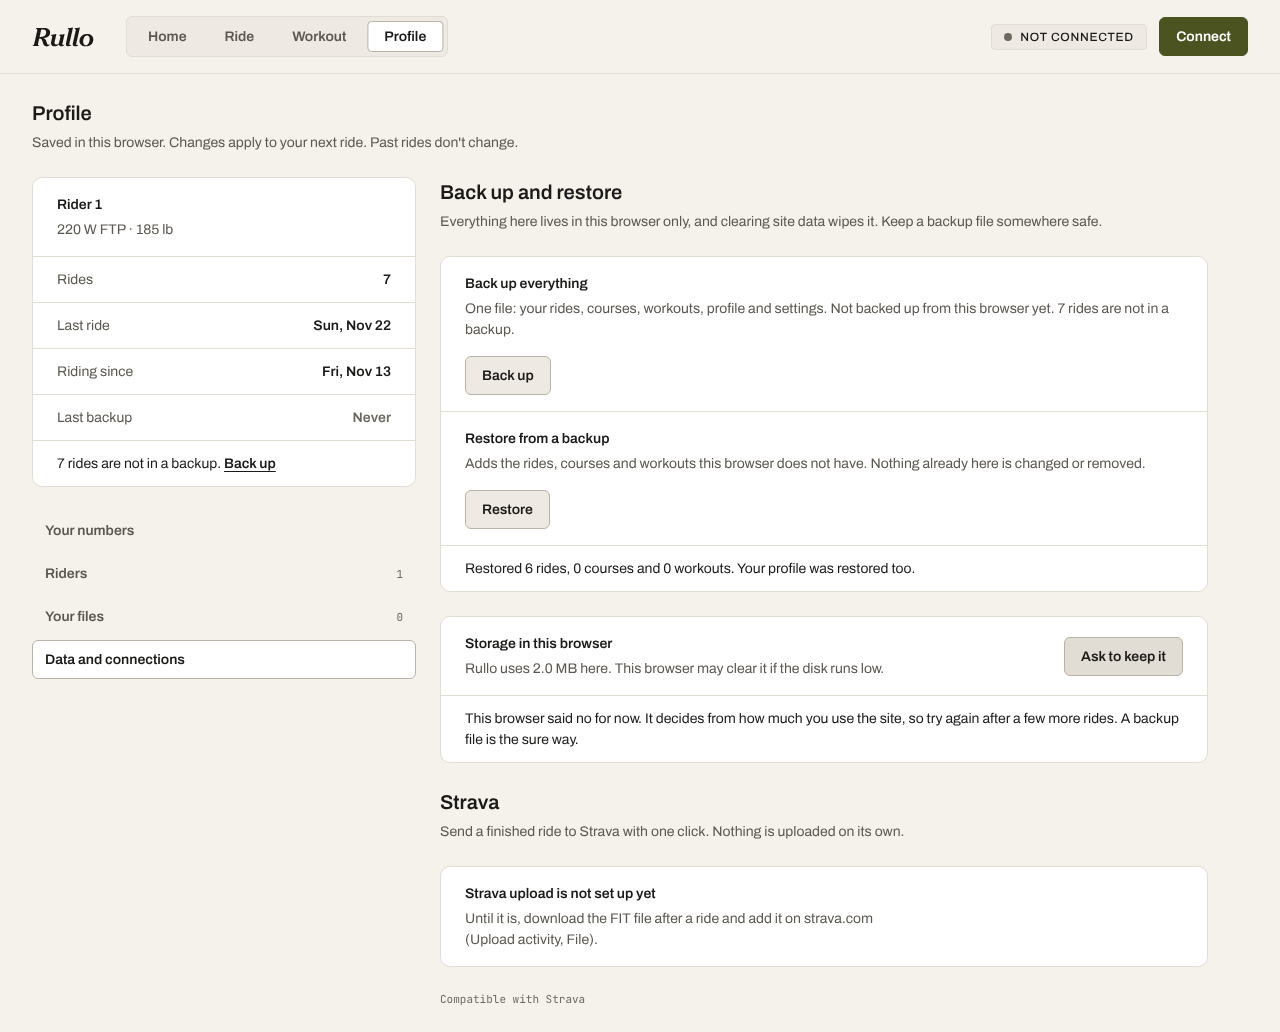 Rullo
Home
Ride
Workout
Profile
NOT CONNECTED
Connect
Profile
Saved in this browser. Changes apply to your next ride. Past rides don't change.
Rider 1
220 W FTP · 185 lb
Rides 7
Last ride Sun, Nov 22
Riding since Fri, Nov 13
Last backup Never
7 rides are not in a backup. Back up
Your numbers
Riders 1
Your files 0
Data and connections
Back up and restore
Everything here lives in this browser only, and clearing site data wipes it. Keep a backup file somewhere safe.
Back up everything
One file: your rides, courses, workouts, profile and settings. Not backed up from this browser yet. 7 rides are not in a
backup.
Back up
Restore from a backup
Adds the rides, courses and workouts this browser does not have. Nothing already here is changed or removed.
Restore
Restored 6 rides, 0 courses and 0 workouts. Your profile was restored too.
Storage in this browser
Rullo uses 2.0 MB here. This browser may clear it if the disk runs low.
Ask to keep it
This browser said no for now. It decides from how much you use the site, so try again after a few more rides. A backup
file is the sure way.
Strava
Send a finished ride to Strava with one click. Nothing is uploaded on its own.
Strava upload is not set up yet
Until it is, download the FIT file after a ride and add it on strava.com
(Upload activity, File).
Compatible with Strava